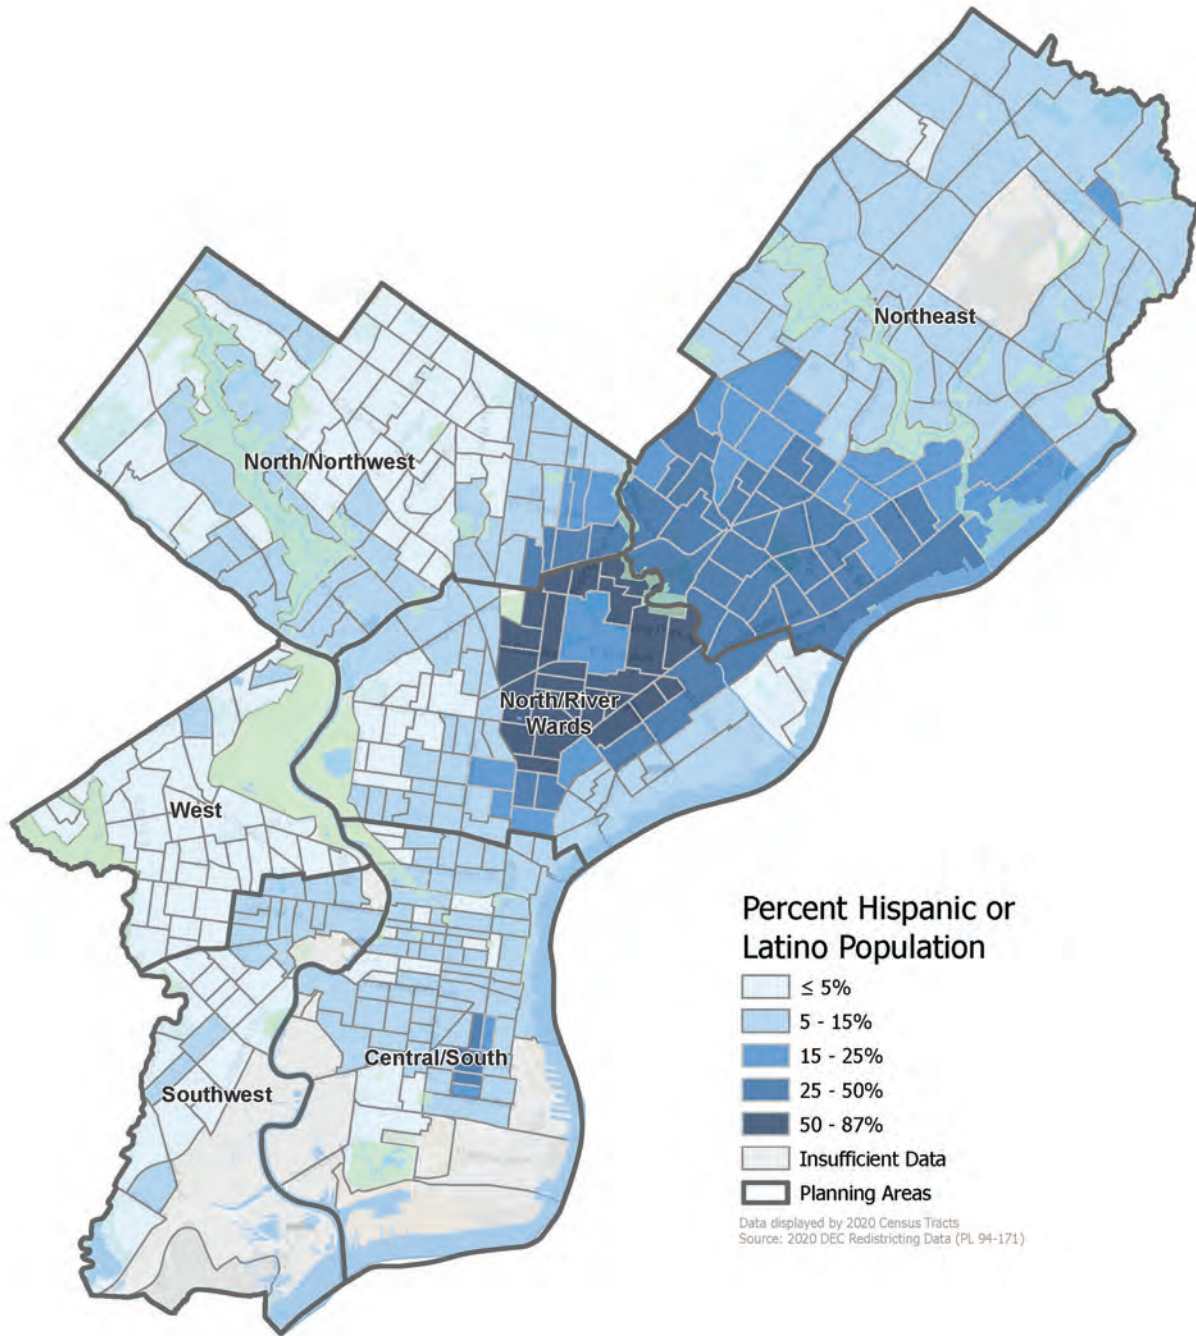 Northeast
North/Northwest
North/River
Wards
West
Central/South
Southwest
Percent Hispanic or
Latino Population
≤ 5%
5 - 15%
15 - 25%
25 - 50%
50 - 87%
Insufficient Data
Planning Areas
Data displayed by 2020 Census Tracts
Source: 2020 DEC Redistricting Data (PL 94-171)